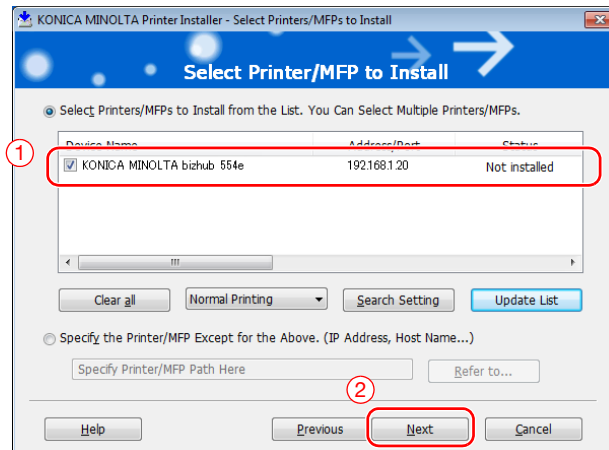 KONICA MINOLTA Printer Installer - Select Printers/MFPs to Install
Select Printer/MFP to Install
Select Printers/MFPs to Install from the List. You Can Select Multiple Printers/MFPs.
Device Name Address/Port Status
1
KONICA MINOLTA bizhub 554e 192.168.1.20 Not installed
Clear all Normal Printing Search Setting Update List
Specify the Printer/MFP Except for the Above. (IP Address, Host Name...)
Specify Printer/MFP Path Here Refer to...
2
Help Previous Next Cancel